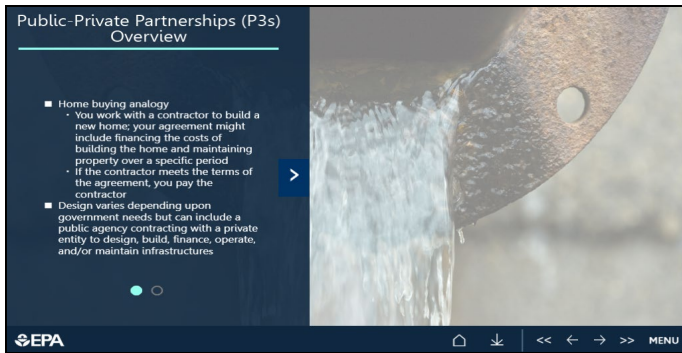 Public-Private Partnerships (P3s)
Overview
■ Home buying analogy
• You work with a contractor to build a
new home; your agreement might
include financing the costs of
building the home and maintaining
property over a specific period
• If the contractor meets the terms of
the agreement, you pay the
contractor
■ Design varies depending upon
government needs but can include a
public agency contracting with a private
entity to design, build, finance, operate,
and/or maintain infrastructures
>
EPA
<< ← → >> MENU